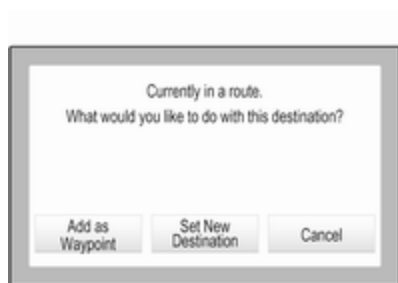 Currently in a route.
What would you like to do with this destination?
Add as
Waypoint
Set New
Destination
Cancel